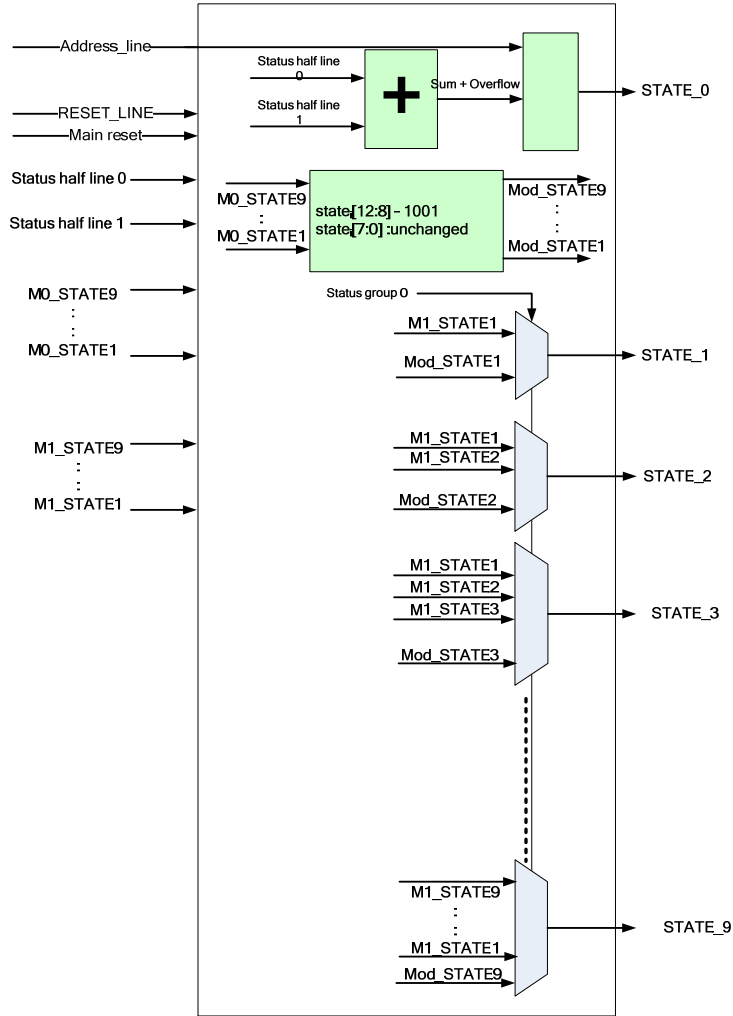 Address_line
RESET_LINE
Main reset
Status half line 0
Status half line 1
M0_STATE9
M0_STATE1
M1_STATE9
M1_STATE1
Status half line
0
Status half line
1
+
Sum + Overflow
STATE_0
M0_STATE9
M0_STATE1
state[12:8] - 1001
state[7:0] :unchanged
Mod_STATE9
Mod_STATE1
Status group 0
M1_STATE1
Mod_STATE1
STATE_1
M1_STATE1
M1_STATE2
Mod_STATE2
STATE_2
M1_STATE1
M1_STATE2
M1_STATE3
Mod_STATE3
STATE_3
M1_STATE9
M1_STATE1
Mod_STATE9
STATE_9